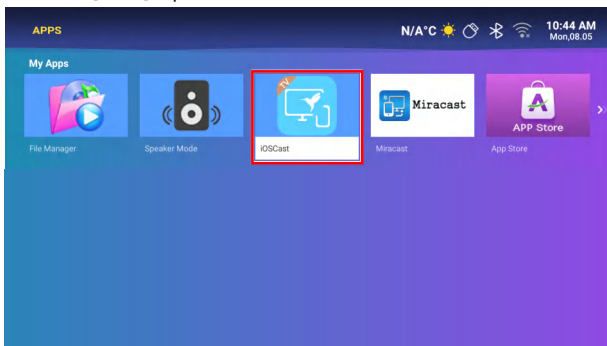 APPS
N/A°C
10:44 AM
Mon,08.05
My Apps
TV
Miracast
APP Store
File Manager
Speaker Mode
iOSCast
Miracast
App Store